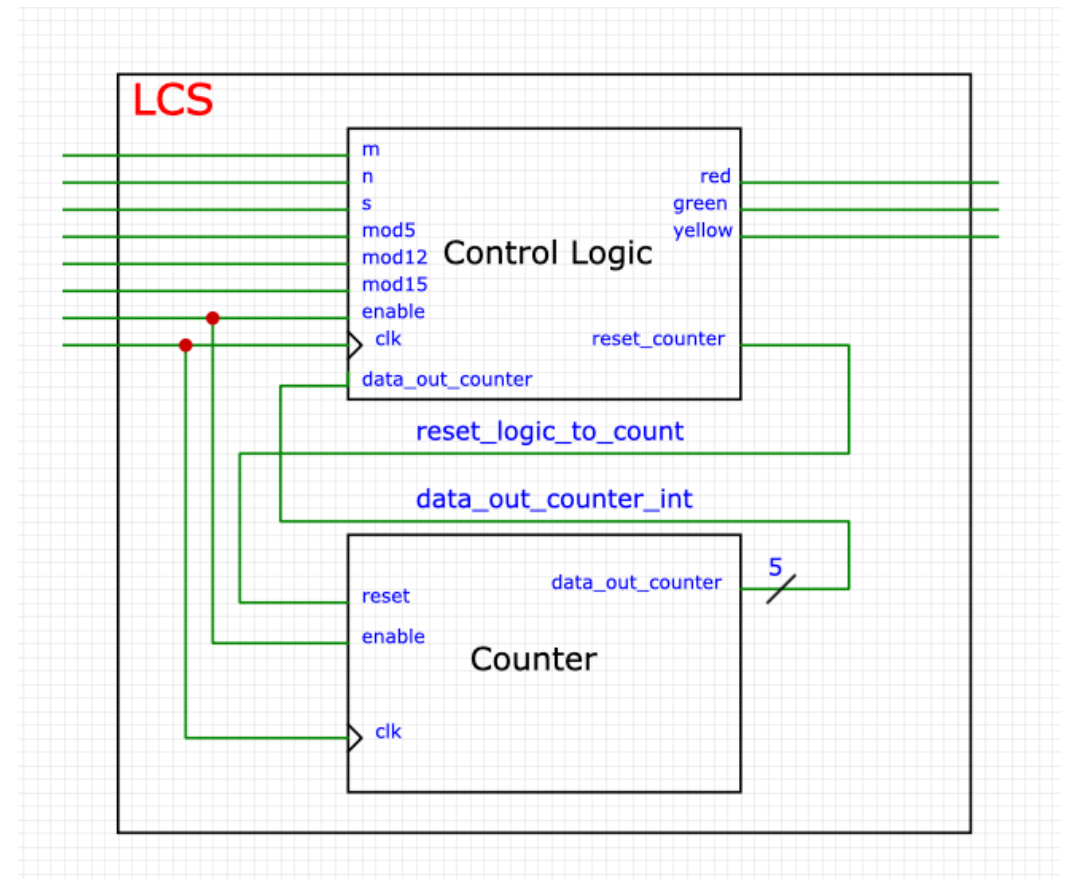 LCS
m
n
s
mod5
mod12
mod15
enable
clk
data_out_counter
red
green
yellow
Control Logic
reset_counter
reset_logic_to_count
data_out_counter_int
5
data_out_counter
reset
enable
Counter
clk